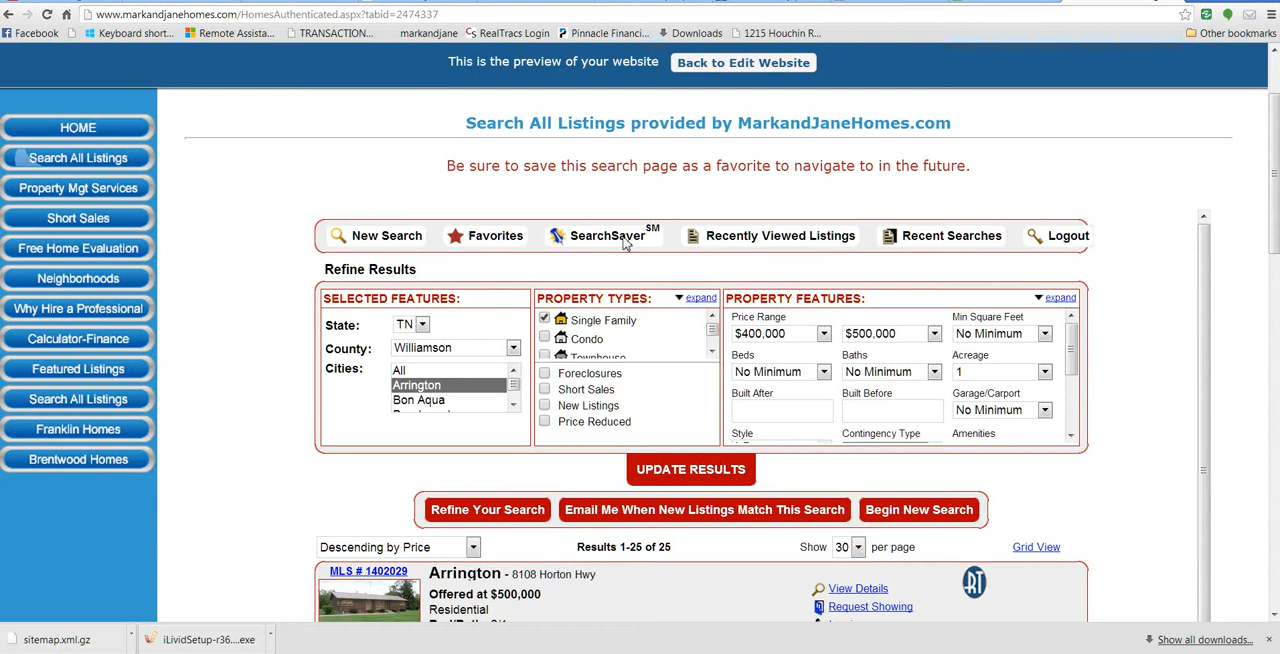 www.markandjanehomes.com/HomesAuthenticated.aspx?tabid=2474337
Facebook Keyboard short... Remote Assista... TRANSACTION... markandjane RealTracs Login Pinnacle Financi... Downloads 1215 Houchin R... Other bookmarks
This is the preview of your website Back to Edit Website
HOME
Search All Listings
Property Mgt Services
Short Sales
Free Home Evaluation
Neighborhoods
Why Hire a Professional
Calculator-Finance
Featured Listings
Search All Listings
Franklin Homes
Brentwood Homes
Search All Listings provided by MarkandJaneHomes.com
Be sure to save this search page as a favorite to navigate to in the future.
New Search Favorites SearchSaver SM Recently Viewed Listings Recent Searches Logout
Refine Results
SELECTED FEATURES:
State: TN
County: Williamson
Cities: All
Arrington
Bon Aqua
PROPERTY TYPES: expand
Single Family
Condo
Townhouse
Foreclosures
Short Sales
New Listings
Price Reduced
PROPERTY FEATURES: expand
Price Range Min Square Feet
$400,000 $500,000 No Minimum
Beds Baths Acreage
No Minimum No Minimum 1
Built After Built Before Garage/Carport
No Minimum
Style Contingency Type Amenities
UPDATE RESULTS
Refine Your Search Email Me When New Listings Match This Search Begin New Search
Descending by Price Results 1-25 of 25 Show 30 per page Grid View
MLS # 1402029
Arrington - 8108 Horton Hwy
Offered at $500,000
Residential
View Details
Request Showing
RT
sitemap.xml.gz iLividSetup-r36....exe Show all downloads...